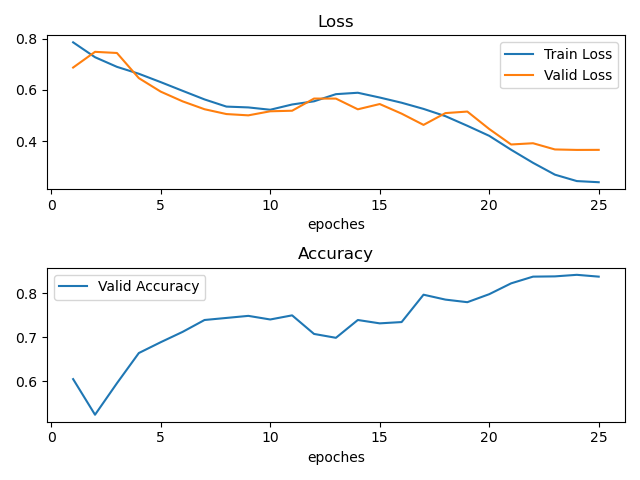 Loss
0.8
0.6
0.4
Train Loss
Valid Loss
0 5 10 15 20 25
epoches
Accuracy
0.8
0.7
0.6
Valid Accuracy
0 5 10 15 20 25
epoches